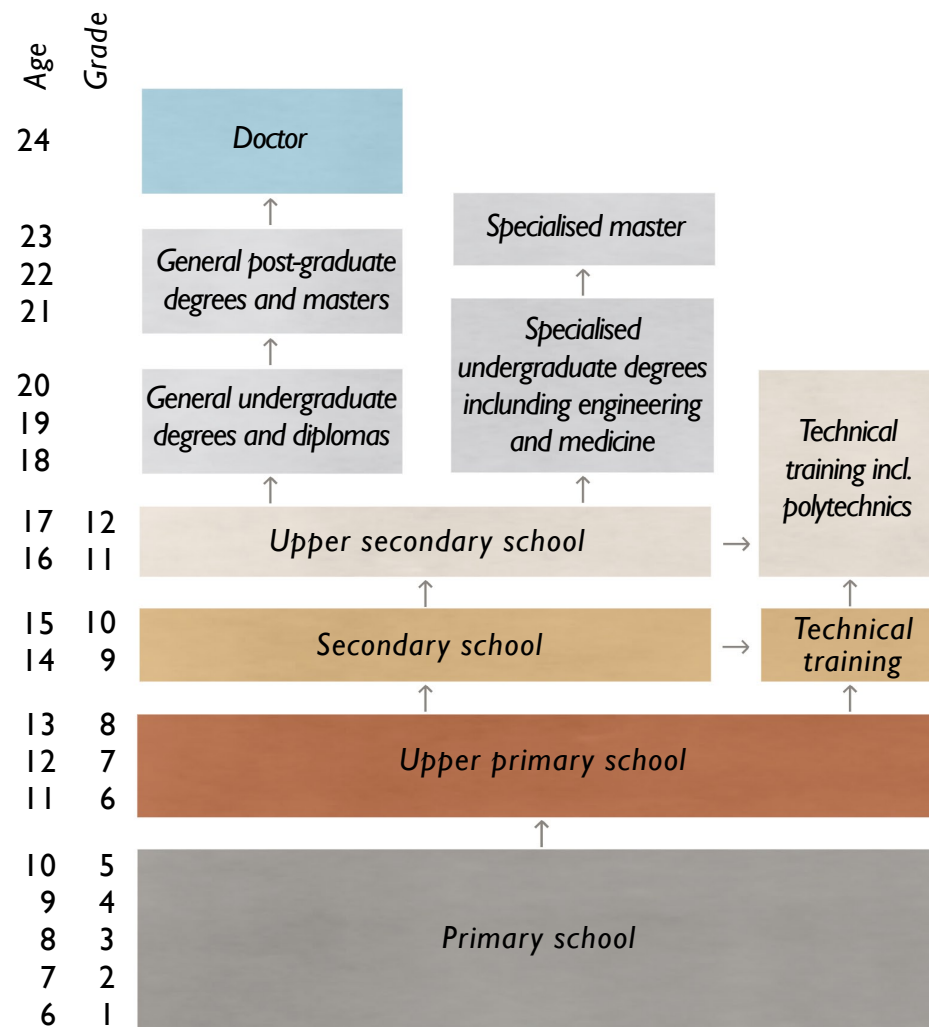 Age Grade
24
Doctor
23
22
21
General post-graduate
degrees and masters
Specialised master
20
19
18
General undergraduate
degrees and diplomas
Specialised
undergraduate degrees
inclunding engineering
and medicine
Technical
training incl.
polytechnics
17 12
16 11
Upper secondary school
15 10
14 9
Secondary school
Technical
training
13 8
12 7
11 6
Upper primary school
10 5
9 4
8 3
7 2
6 1
Primary school